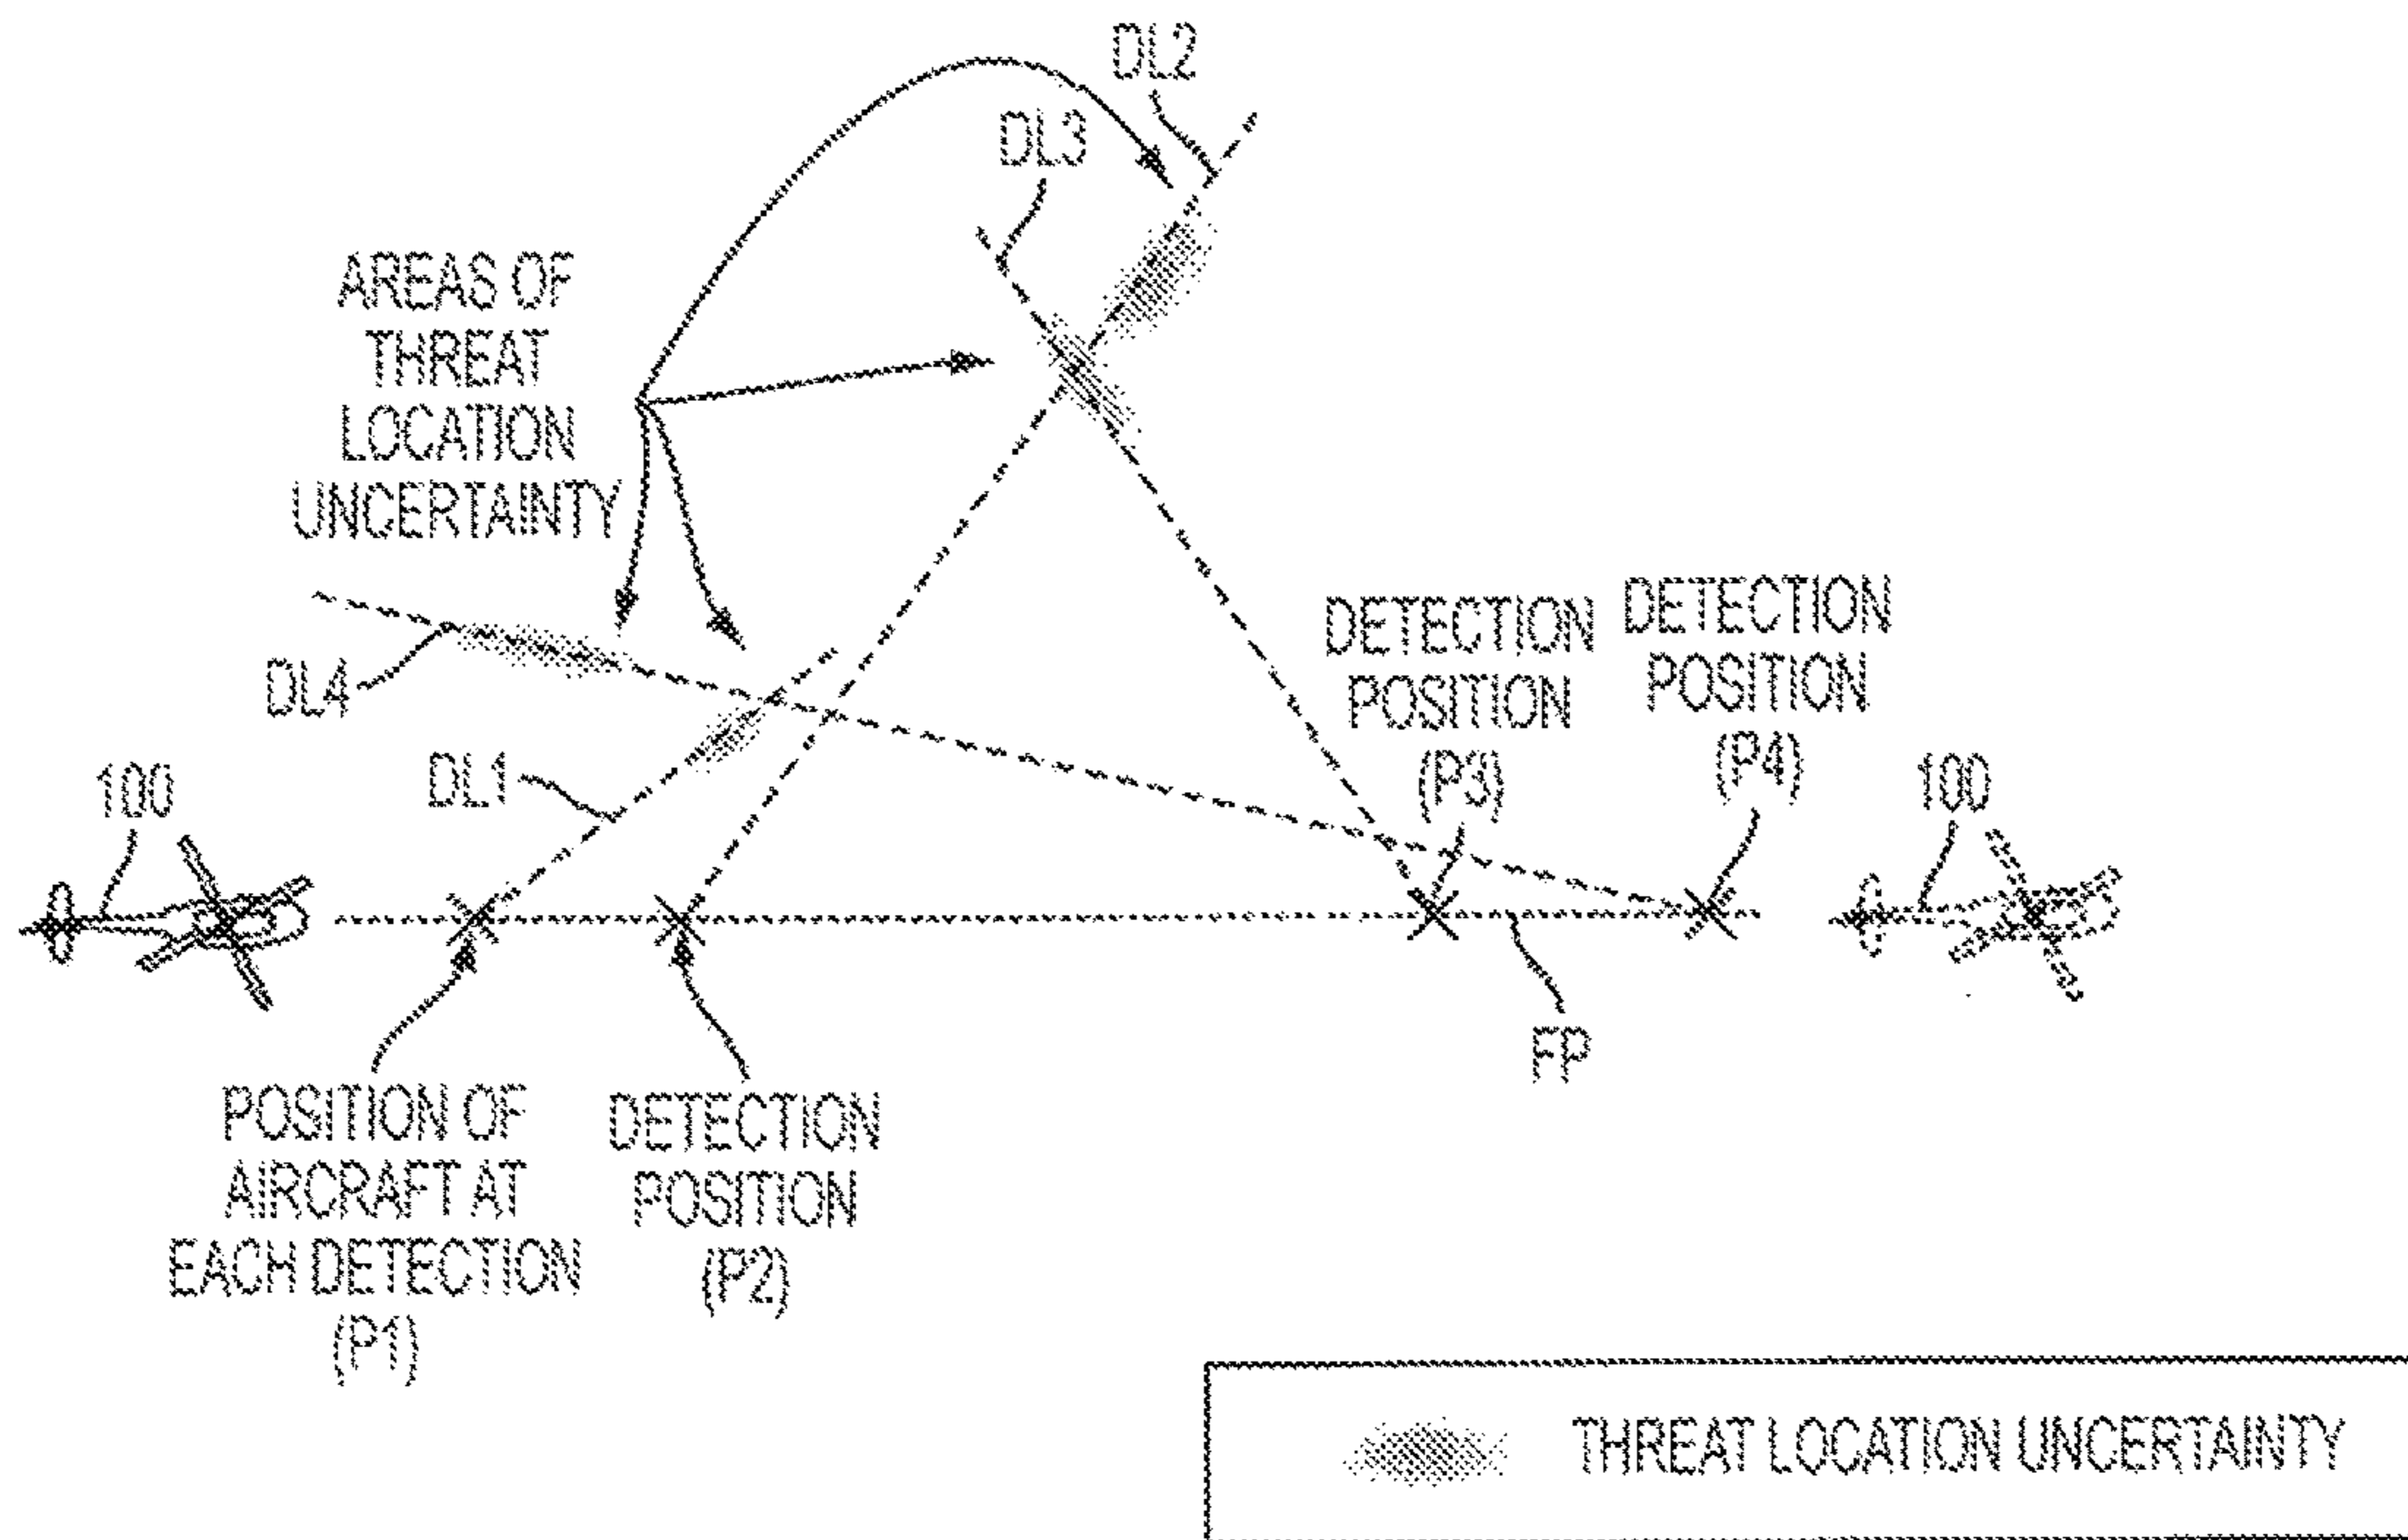 DL2
DL3
AREAS OF
THREAT
LOCATION
UNCERTAINTY
DL4
DETECTION
POSITION
(P3)
DETECTION
POSITION
(P4)
DL1
100
100
FP
POSITION OF
AIRCRAFT AT
EACH DETECTION
(P1)
DETECTION
POSITION
(P2)
THREAT LOCATION UNCERTAINTY